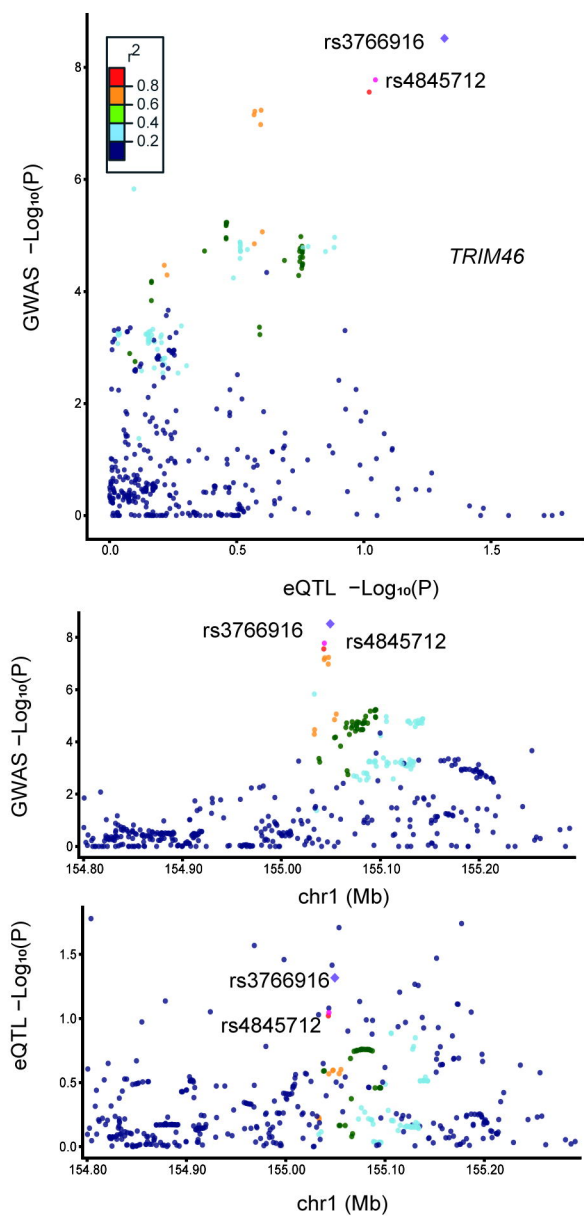 rs3766916
r²
8
rs4845712
0.8
0.6
0.4
0.2
6
GWAS −Log₁₀(P)
TRIM46
4
2
0
0.0 0.5 1.0 1.5
eQTL −Log₁₀(P)
8
rs3766916 rs4845712
6
GWAS −Log₁₀(P)
4
2
0
154.80 154.90 155.00 155.10 155.20
chr1 (Mb)
1.5
rs3766916
eQTL −Log₁₀(P)
1.0
rs4845712
0.5
0.0
154.80 154.90 155.00 155.10 155.20
chr1 (Mb)